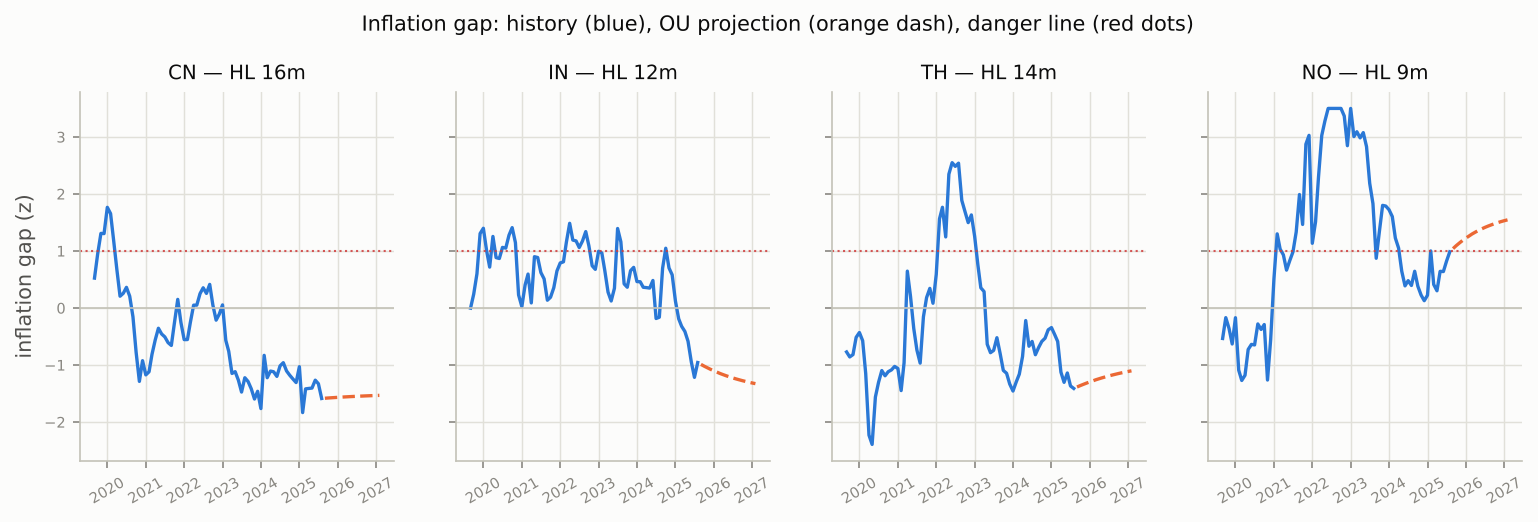 Inflation gap: history (blue), OU projection (orange dash), danger line (red dots)
CN — HL 16m
IN — HL 12m
TH — HL 14m
NO — HL 9m
inflation gap (z)
3
2
1
0
−1
−2
2020 2021 2022 2023 2024 2025 2026 2027
2020 2021 2022 2023 2024 2025 2026 2027
2020 2021 2022 2023 2024 2025 2026 2027
2020 2021 2022 2023 2024 2025 2026 2027